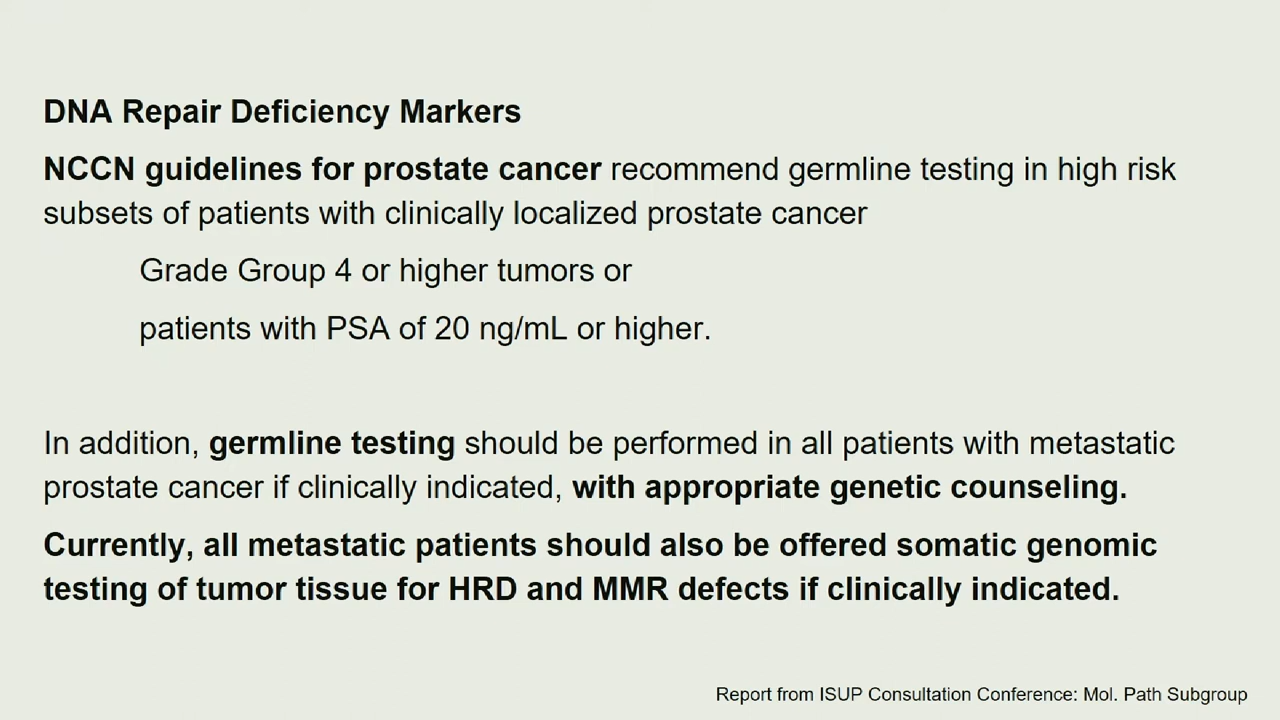 DNA Repair Deficiency Markers
NCCN guidelines for prostate cancer recommend germline testing in high risk
subsets of patients with clinically localized prostate cancer
Grade Group 4 or higher tumors or
patients with PSA of 20 ng/mL or higher.
In addition, germline testing should be performed in all patients with metastatic
prostate cancer if clinically indicated, with appropriate genetic counseling.
Currently, all metastatic patients should also be offered somatic genomic
testing of tumor tissue for HRD and MMR defects if clinically indicated.
Report from ISUP Consultation Conference: Mol. Path Subgroup